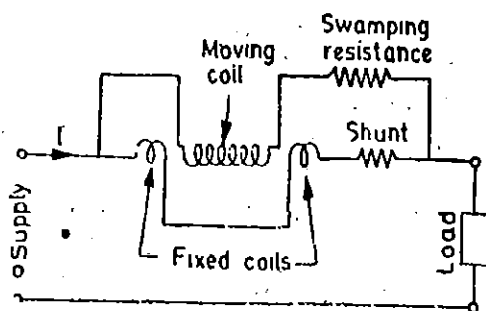 Swamping
resistance
Moving
coil
Shunt
I
Supply
Fixed coils
Load